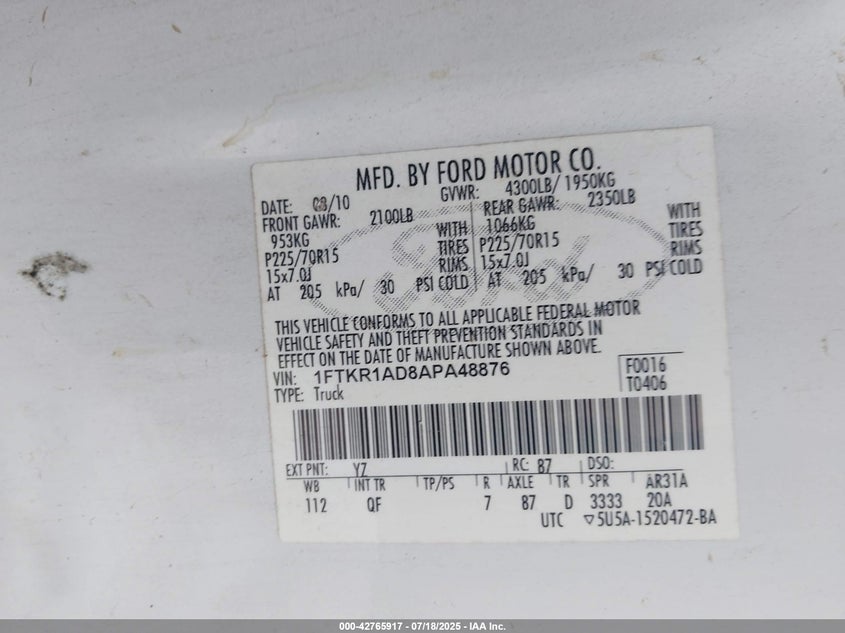 MFD. BY FORD MOTOR CO.
DATE: 08/10 GVWR: 4300LB/ 1950KG
FRONT GAWR: 2100LB REAR GAWR: 2350LB
953KG WITH 1066KG WITH
P225/70R15 TIRES P225/70R15 TIRES
15x7.0J RIMS 15x7.0J RIMS
AT 205 kPa/ 30 PSI COLD AT 205 kPa/ 30 PSI COLD
Ford
THIS VEHICLE CONFORMS TO ALL APPLICABLE FEDERAL MOTOR
VEHICLE SAFETY AND THEFT PREVENTION STANDARDS IN
EFFECT ON THE DATE OF MANUFACTURE SHOWN ABOVE.
VIN: 1FTKR1AD8APA48876 F0016
TYPE: Truck T0406
EXT PNT: YZ RC: 87 DSO:
WB INT TR TP/PS R AXLE TR SPR AR31A
112 QF 7 87 D 3333 20A
UTC ▽5U5A-1520472-BA
000-42765917 - 07/18/2025 - IAA Inc.